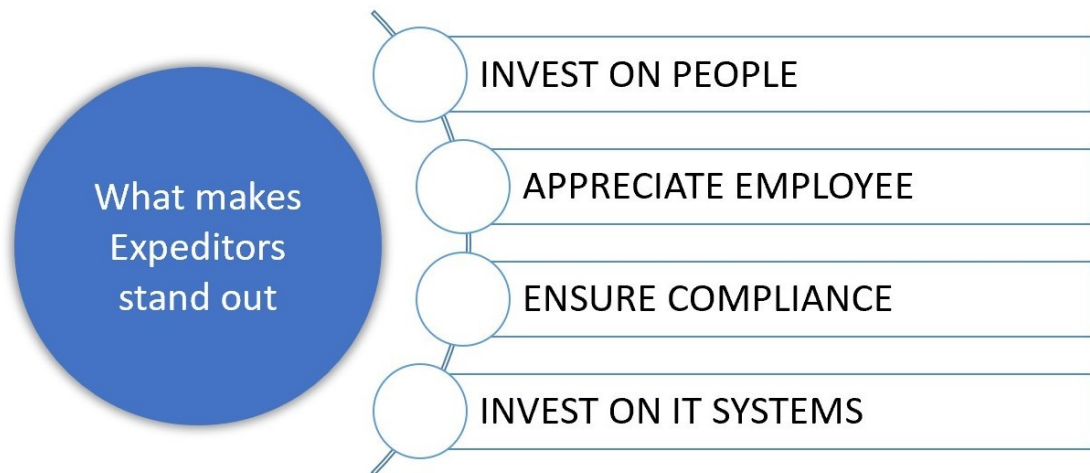 What makes
Expeditors
stand out
INVEST ON PEOPLE
APPRECIATE EMPLOYEE
ENSURE COMPLIANCE
INVEST ON IT SYSTEMS